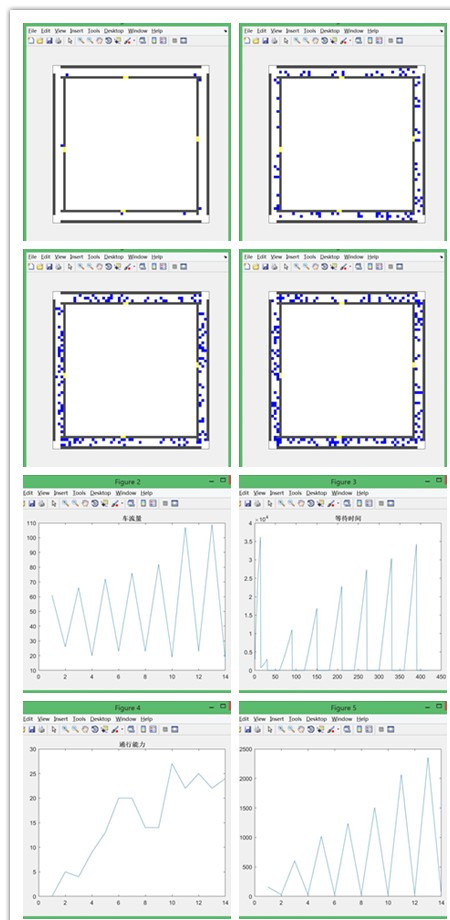 File Edit View Insert Tools Desktop Window Help
File Edit View Insert Tools Desktop Window Help
File Edit View Insert Tools Desktop Window Help
File Edit View Insert Tools Desktop Window Help
Figure 2
Edit View Insert Tools Desktop Window Help
车流量
110
100
90
80
70
60
50
40
30
20
10
0 2 4 6 8 10 12 14
Figure 3
Edit View Insert Tools Desktop Window Help
等待时间
×10⁴
4
3.5
3
2.5
2
1.5
1
0.5
0
0 50 100 150 200 250 300 350 400 450
Figure 4
Edit View Insert Tools Desktop Window Help
通行能力
30
25
20
15
10
5
0
0 2 4 6 8 10 12 14
Figure 5
Edit View Insert Tools Desktop Window Help
2500
2000
1500
1000
500
0
0 2 4 6 8 10 12 14